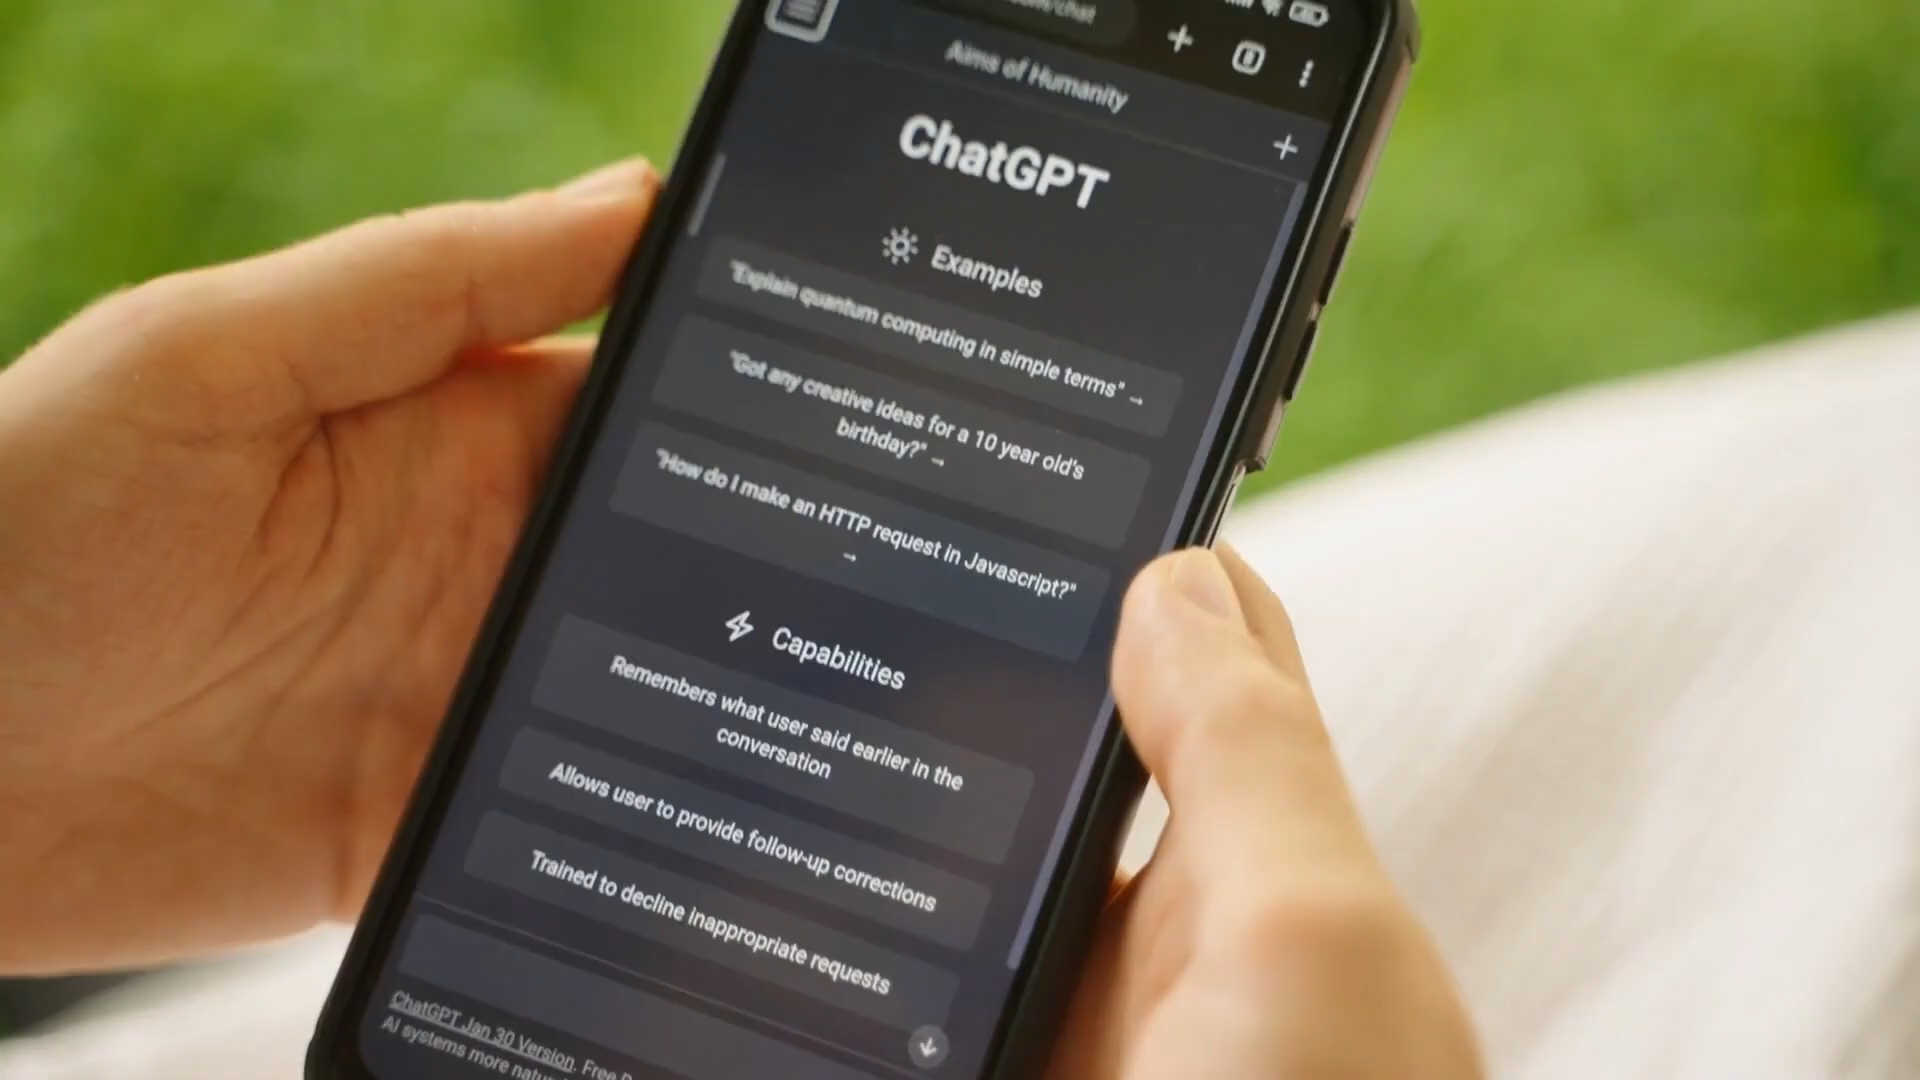 Aims of Humanity
ChatGPT
Examples
"Explain quantum computing in simple terms" →
"Got any creative ideas for a 10 year old's
birthday?" →
"How do I make an HTTP request in Javascript?"
→
Capabilities
Remembers what user said earlier in the
conversation
Allows user to provide follow-up corrections
Trained to decline inappropriate requests
ChatGPT Jan 30 Version. Free
AI systems more